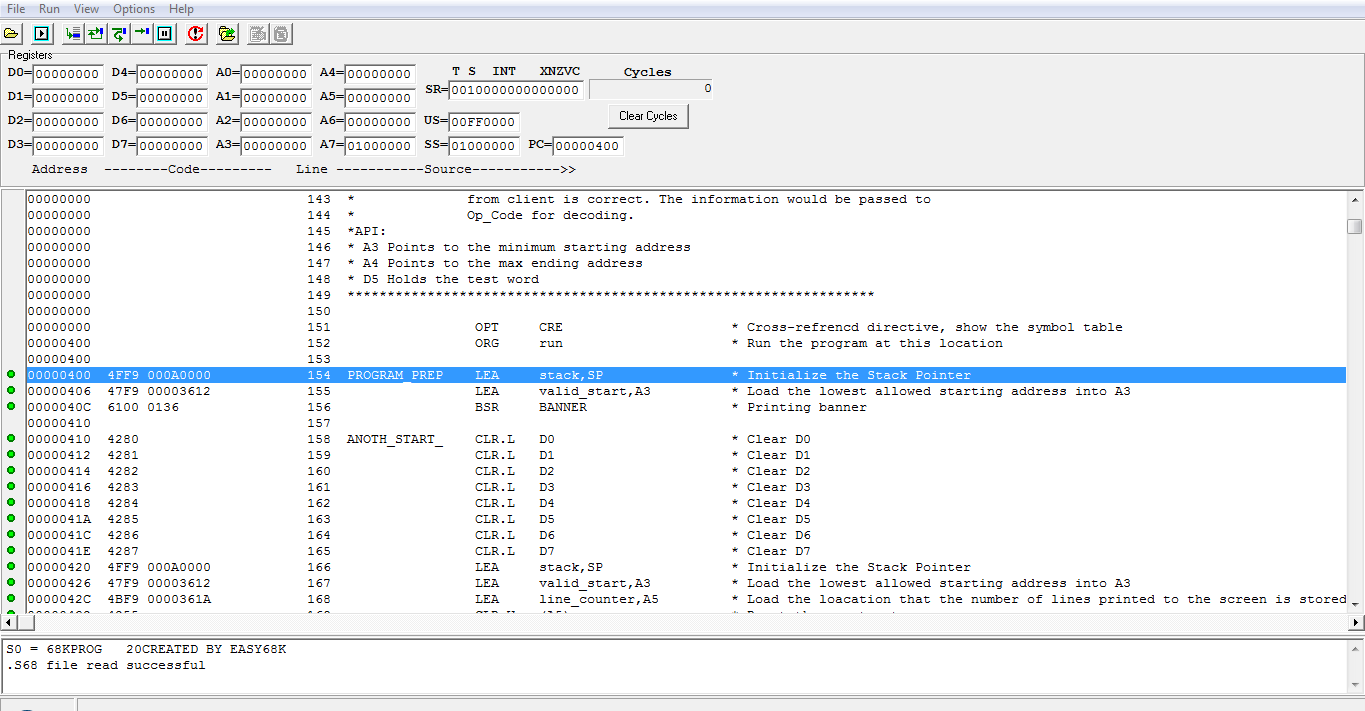 File Run View Options Help
Registers
D0= 00000000 D4= 00000000 A0= 00000000 A4= 00000000 T S INT XNZVC Cycles
SR= 0010000000000000 0
D1= 00000000 D5= 00000000 A1= 00000000 A5= 00000000
Clear Cycles
D2= 00000000 D6= 00000000 A2= 00000000 A6= 00000000 US= 00FF0000
D3= 00000000 D7= 00000000 A3= 00000000 A7= 01000000 SS= 01000000 PC= 00000400
Address --------Code--------- Line -----------Source----------->>
00000000 143 * from client is correct. The information would be passed to
00000000 144 * Op_Code for decoding.
00000000 145 *API:
00000000 146 * A3 Points to the minimum starting address
00000000 147 * A4 Points to the max ending address
00000000 148 * D5 Holds the test word
00000000 149 ******************************************************************
00000000 150
00000000 151 OPT CRE * Cross-refrencd directive, show the symbol table
00000400 152 ORG run * Run the program at this location
00000400 153
00000400 4FF9 000A0000 154 PROGRAM_PREP LEA stack,SP * Initialize the Stack Pointer
00000406 47F9 00003612 155 LEA valid_start,A3 * Load the lowest allowed starting address into A3
0000040C 6100 0136 156 BSR BANNER * Printing banner
00000410 157
00000410 4280 158 ANOTH_START_ CLR.L D0 * Clear D0
00000412 4281 159 CLR.L D1 * Clear D1
00000414 4282 160 CLR.L D2 * Clear D2
00000416 4283 161 CLR.L D3 * Clear D3
00000418 4284 162 CLR.L D4 * Clear D4
0000041A 4285 163 CLR.L D5 * Clear D5
0000041C 4286 164 CLR.L D6 * Clear D6
0000041E 4287 165 CLR.L D7 * Clear D7
00000420 4FF9 000A0000 166 LEA stack,SP * Initialize the Stack Pointer
00000426 47F9 00003612 167 LEA valid_start,A3 * Load the lowest allowed starting address into A3
0000042C 4BF9 0000361A 168 LEA line_counter,A5 * Load the loacation that the number of lines printed to the screen is stored
S0 = 68KPROG 20CREATED BY EASY68K
.S68 file read successful